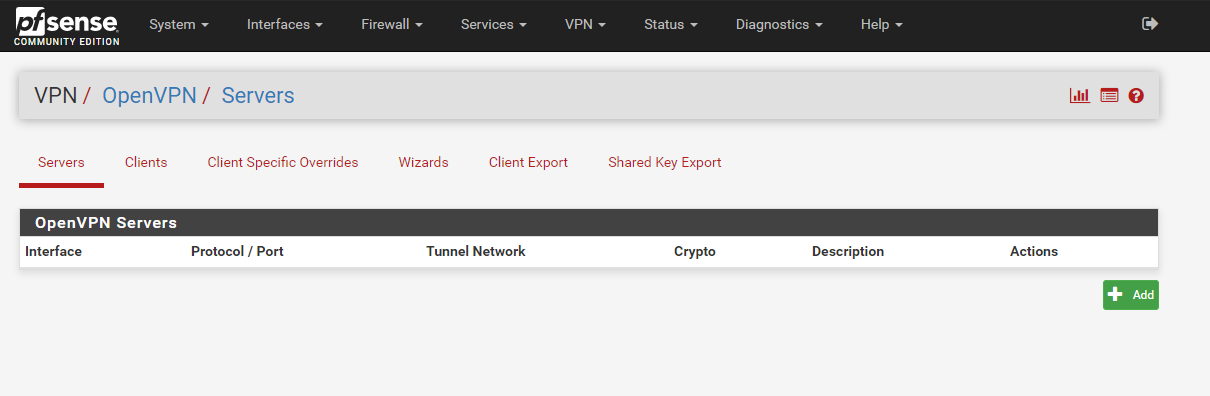 pfsense System Interfaces Firewall Services VPN Status Diagnostics Help
COMMUNITY EDITION
VPN / OpenVPN / Servers
Servers Clients Client Specific Overrides Wizards Client Export Shared Key Export
OpenVPN Servers
Interface Protocol / Port Tunnel Network Crypto Description Actions
Add